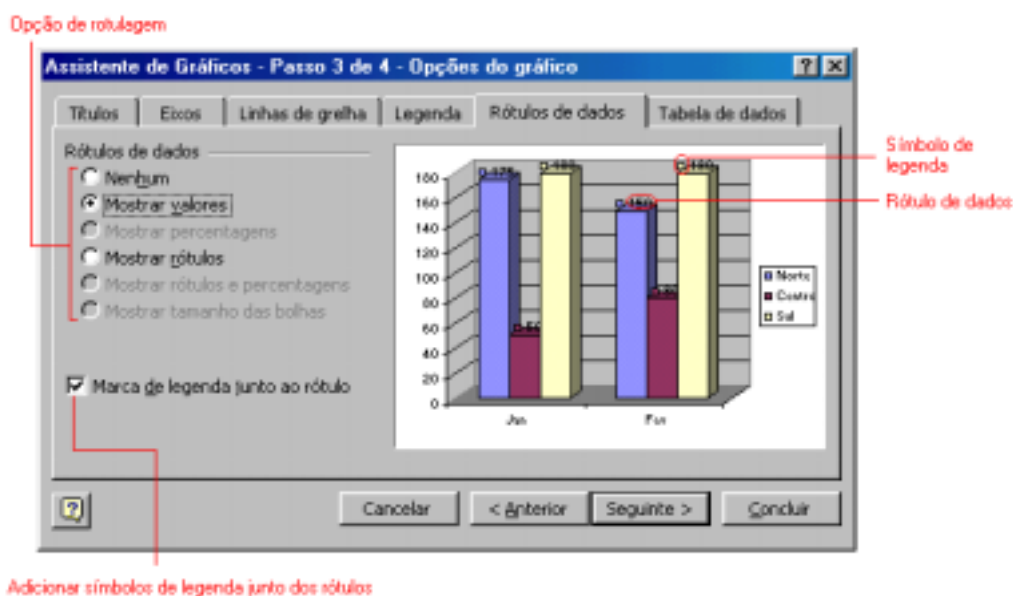 Opção de rotulagem
Assistente de Gráficos - Passo 3 de 4 - Opções do gráfico
Títulos Eixos Linhas de grelha Legenda Rótulos de dados Tabela de dados
Rótulos de dados
Nenhum
Mostrar valores
Mostrar percentagens
Mostrar rótulos
Mostrar rótulos e percentagens
Mostrar tamanho das bolhas
Marca de legenda junto ao rótulo
180
160
140
120
100
80
60
40
20
0
Jan Fev
Norte
Centro
Sul
Símbolo de
legenda
Rótulo de dados
Cancelar < Anterior Seguinte > Concluir
Adicionar símbolos de legenda junto dos rótulos